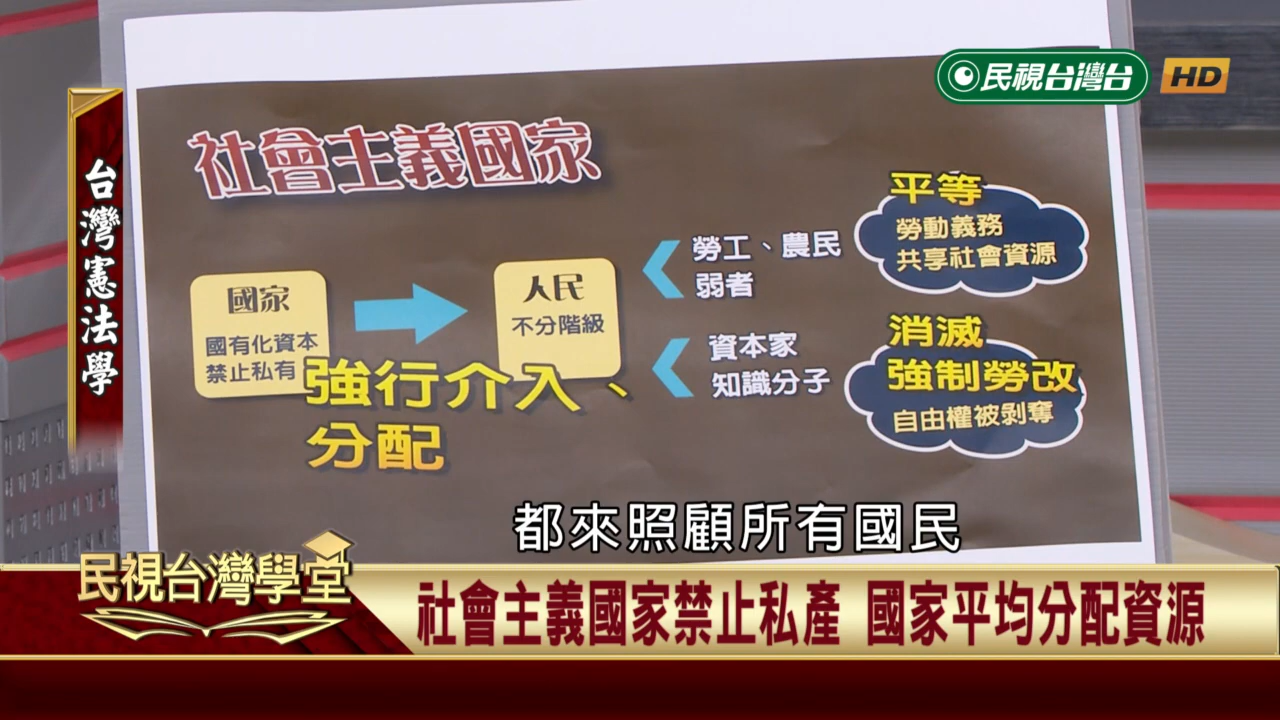 民視台灣台
HD
台灣憲法學
社會主義國家
國家
國有化資本
禁止私有
強行介入、
分配
人民
不分階級
勞工、農民
弱者
平等
勞動義務
共享社會資源
資本家
知識分子
消滅
強制勞改
自由權被剝奪
都來照顧所有國民
民視台灣學堂
社會主義國家禁止私產 國家平均分配資源